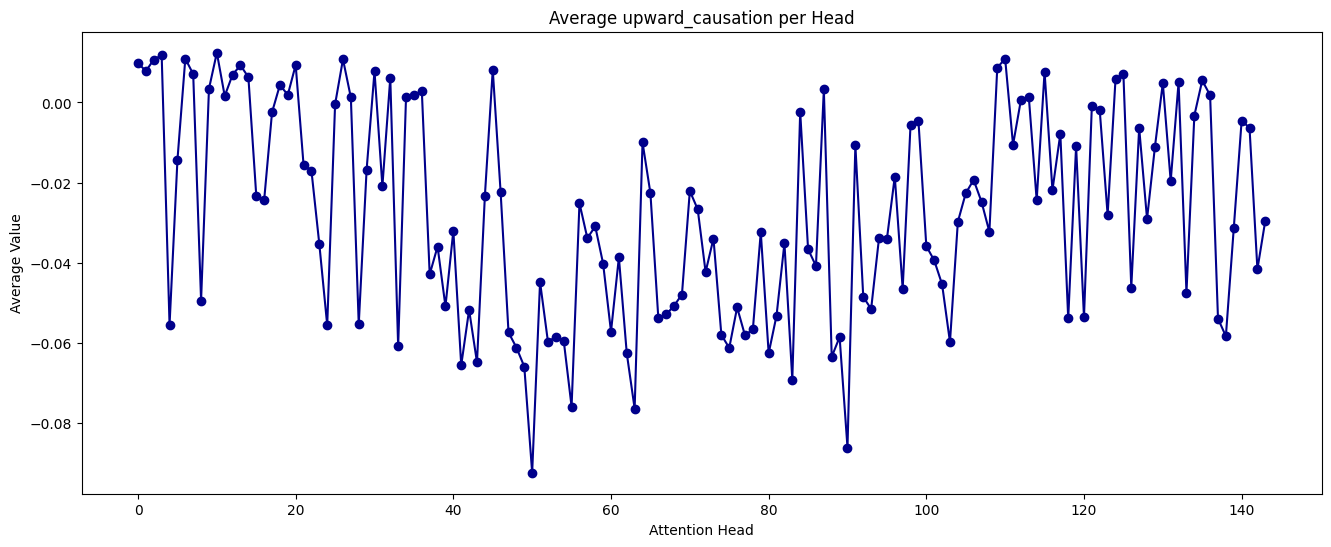 Average upward_causation per Head
Average Value
0.00
−0.02
−0.04
−0.06
−0.08
0 20 40 60 80 100 120 140
Attention Head